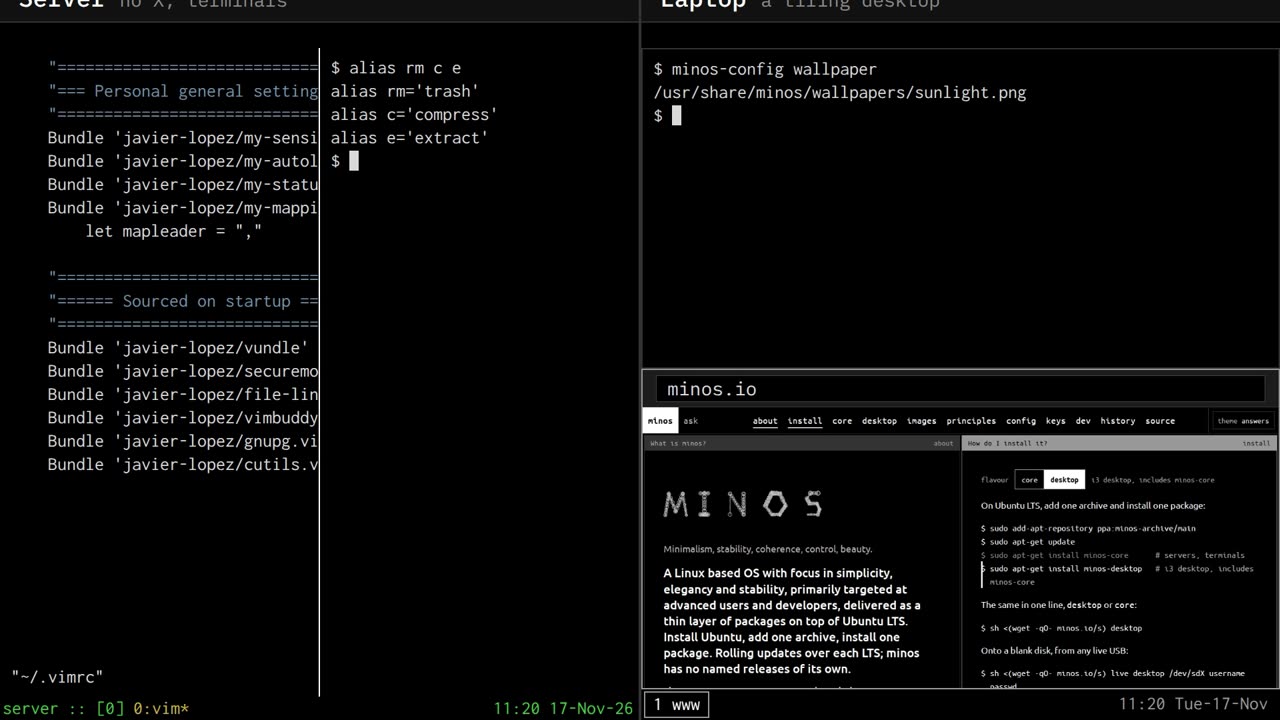 Server no X, terminals
"============================
"=== Personal general setting
"============================
Bundle 'javier-lopez/my-sensi
Bundle 'javier-lopez/my-autol
Bundle 'javier-lopez/my-statu
Bundle 'javier-lopez/my-mappi
let mapleader = ","
"============================
"====== Sourced on startup ==
"============================
Bundle 'javier-lopez/vundle'
Bundle 'javier-lopez/securemo
Bundle 'javier-lopez/file-lin
Bundle 'javier-lopez/vimbuddy
Bundle 'javier-lopez/gnupg.vi
Bundle 'javier-lopez/cutils.v
"~/.vimrc"
$ alias rm c e
alias rm='trash'
alias c='compress'
alias e='extract'
$
server :: [0] 0:vim* 11:20 17-Nov-26
Laptop a tiling desktop
$ minos-config wallpaper
/usr/share/minos/wallpapers/sunlight.png
$
minos.io
minos ask about install core desktop images principles config keys dev history source theme answers
What is minos? about
MINOS
Minimalism, stability, coherence, control, beauty.
A Linux based OS with focus in simplicity,
elegancy and stability, primarily targeted at
advanced users and developers, delivered as a
thin layer of packages on top of Ubuntu LTS.
Install Ubuntu, add one archive, install one
package. Rolling updates over each LTS; minos
has no named releases of its own.
How do I install it? install
flavour core desktop i3 desktop, includes minos-core
On Ubuntu LTS, add one archive and install one package:
$ sudo add-apt-repository ppa:minos-archive/main
$ sudo apt-get update
$ sudo apt-get install minos-core # servers, terminals
$ sudo apt-get install minos-desktop # i3 desktop, includes
minos-core
The same in one line, desktop or core:
$ sh <(wget -qO- minos.io/s) desktop
Onto a blank disk, from any live USB:
$ sh <(wget -qO- minos.io/s) live desktop /dev/sdX username
passwd
1 www 11:20 Tue-17-Nov